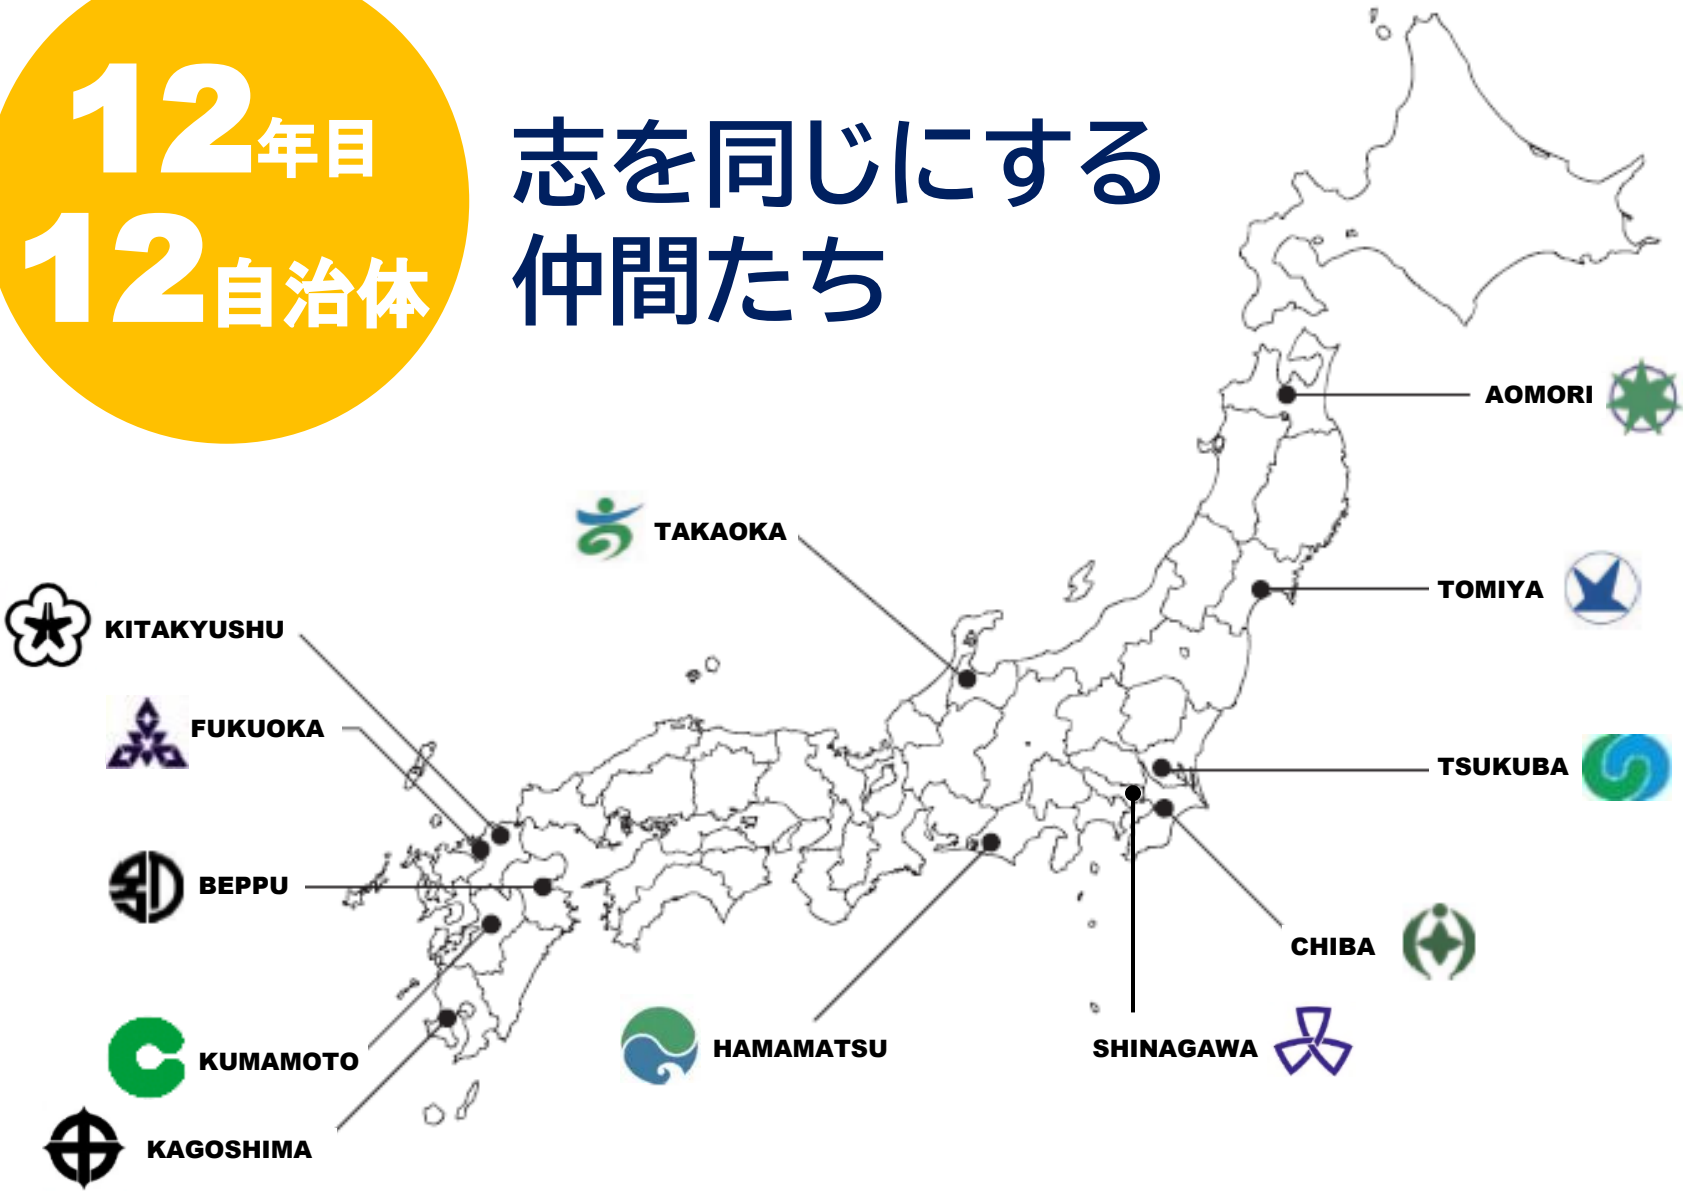 12年目
12自治体
志を同じにする
仲間たち
AOMORI
TAKAOKA
TOMIYA
KITAKYUSHU
FUKUOKA
TSUKUBA
BEPPU
CHIBA
KUMAMOTO
HAMAMATSU
SHINAGAWA
KAGOSHIMA